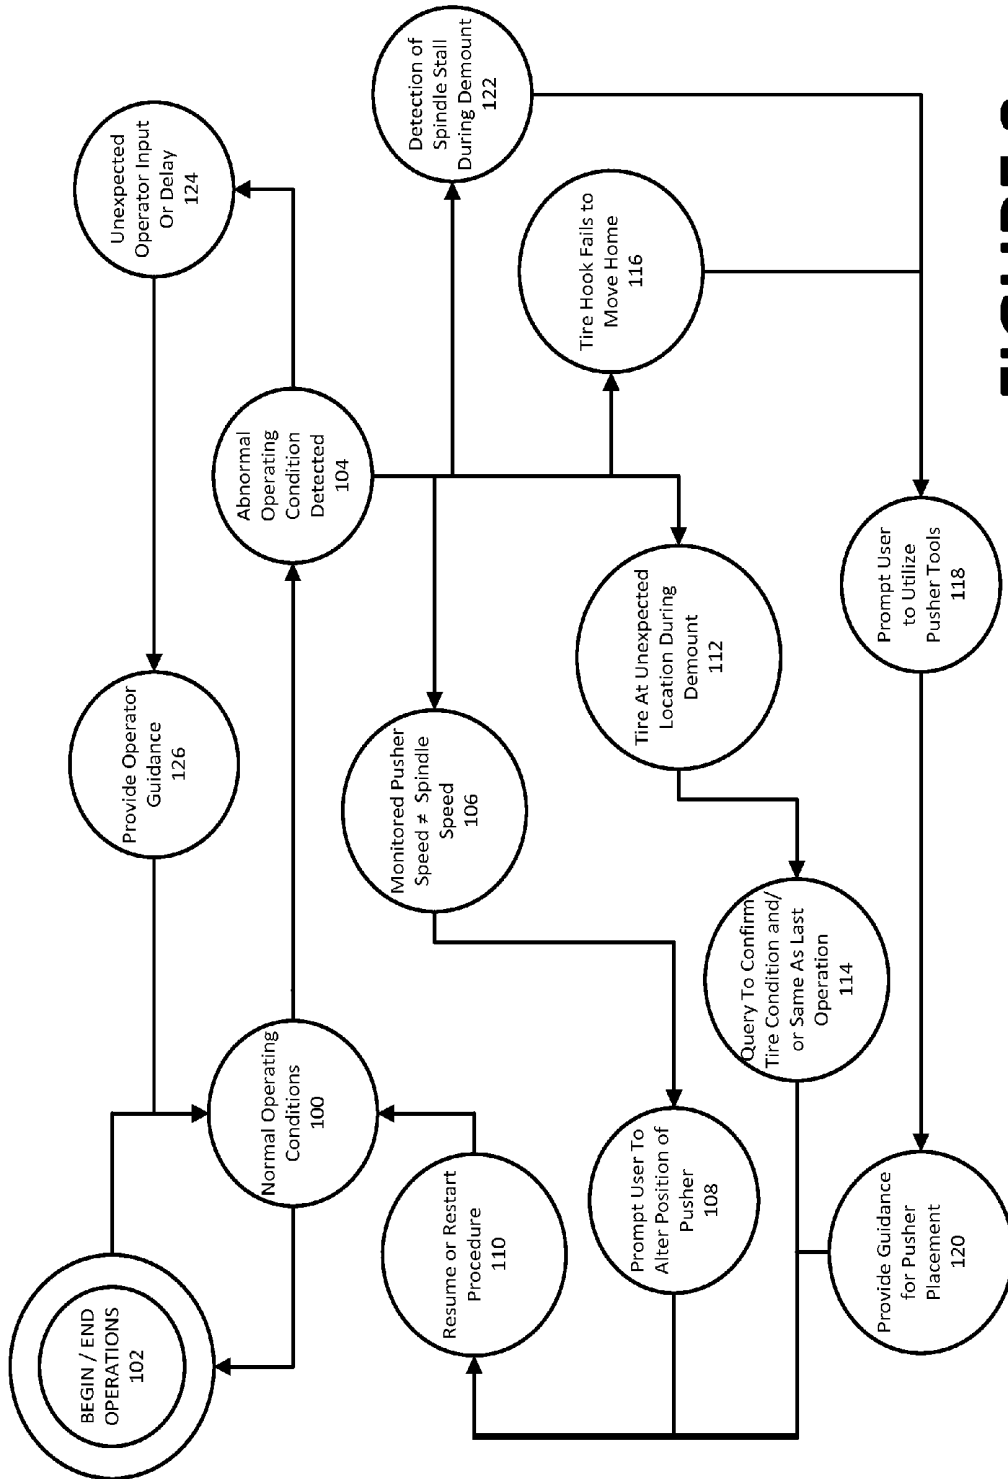 BEGIN / END
OPERATIONS
102
Normal Operating
Conditions
100
Provide Operator
Guidance
126
Unexpected
Operator Input
Or Delay
124
Abnormal
Operating
Condition
Detected
104
Resume or Restart
Procedure
110
Monitored Pusher
Speed ≠ Spindle
Speed
106
Detection of
Spindle Stall
During Demount
122
Prompt User To
Alter Position of
Pusher
108
Tire At Unexpected
Location During
Demount
112
Tire Hook Fails to
Move Home
116
Query To Confirm
Tire Condition and/
or Same As Last
Operation
114
Provide Guidance
for Pusher
Placement
120
Prompt User
to Utilize
Pusher Tools
118